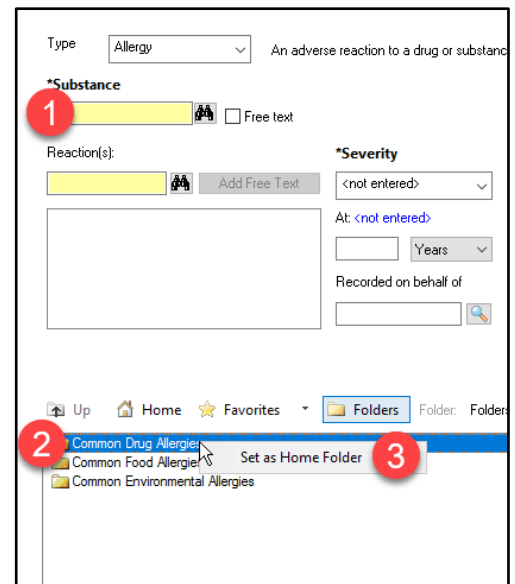 Type Allergy An adverse reaction to a drug or substanc
*Substance
1 Free text
Reaction(s): *Severity
Add Free Text <not entered>
At: <not entered>
Years
Recorded on behalf of
Up Home Favorites Folders Folder: Folders
2 Common Drug Allergies Set as Home Folder 3
Common Food Allergie
Common Environmental Allergies